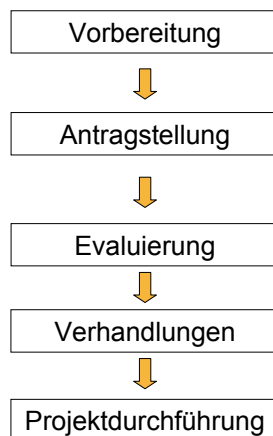 Vorbereitung
Antragstellung
Evaluierung
Verhandlungen
Projektdurchführung